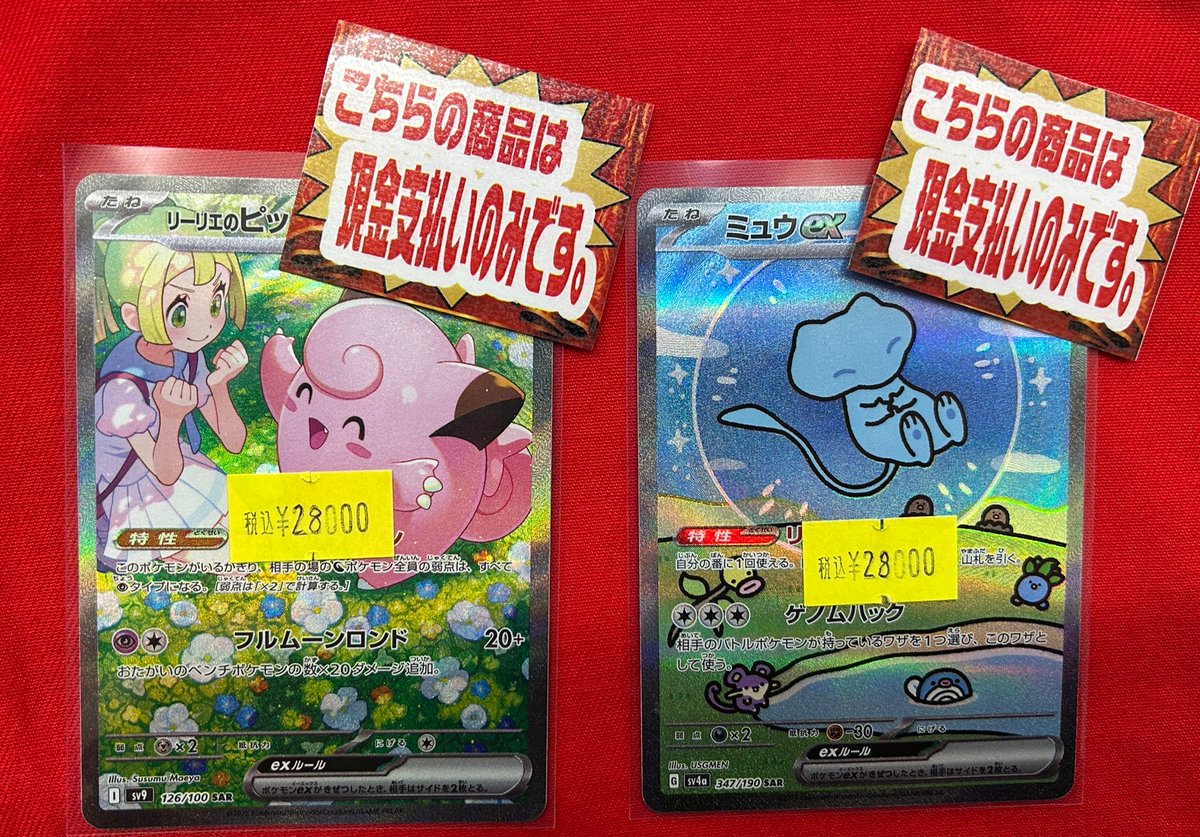 こちらの商品は
現金支払いのみです。
たね
リーリエのピッ
税込¥28000
特性
このポケモンがいるかぎり、相手の場の ポケモン全員の弱点は、すべて
タイプになる。[弱点は「×2」で計算する。]
フルムーンロンド 20+
おたがいのベンチポケモンの数×20ダメージ追加。
弱点 ×2 抵抗力 にげる
exルール
ポケモンexがきぜつしたとき、相手はサイドを2枚とる。
Illus. Susumu Maeya
I sv9 126/100 SAR
こちらの商品は
現金支払いのみです。
たね
ミュウex
税込¥28000
特性 リ
自分の番に1回使える。 山札を引く。
ゲノムハック
相手のバトルポケモンが持っているワザを1つ選び、このワザと
して使う。
弱点 ×2 抵抗力 -30 にげる
exルール
ポケモンexがきぜつしたとき、相手はサイドを2枚とる。
Illus. USGMEN
G sv4a 347/190 SAR